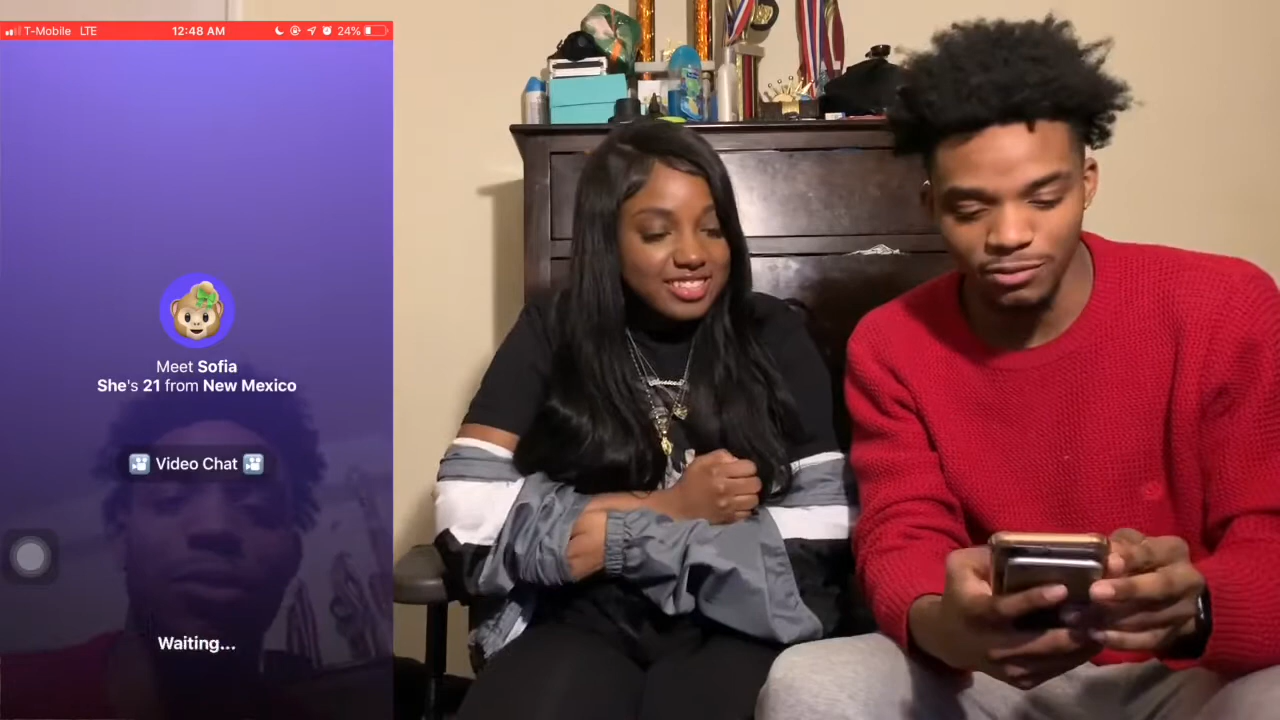 T-Mobile LTE 12:48 AM 24%
Meet Sofia
She's 21 from New Mexico
Video Chat
Waiting...